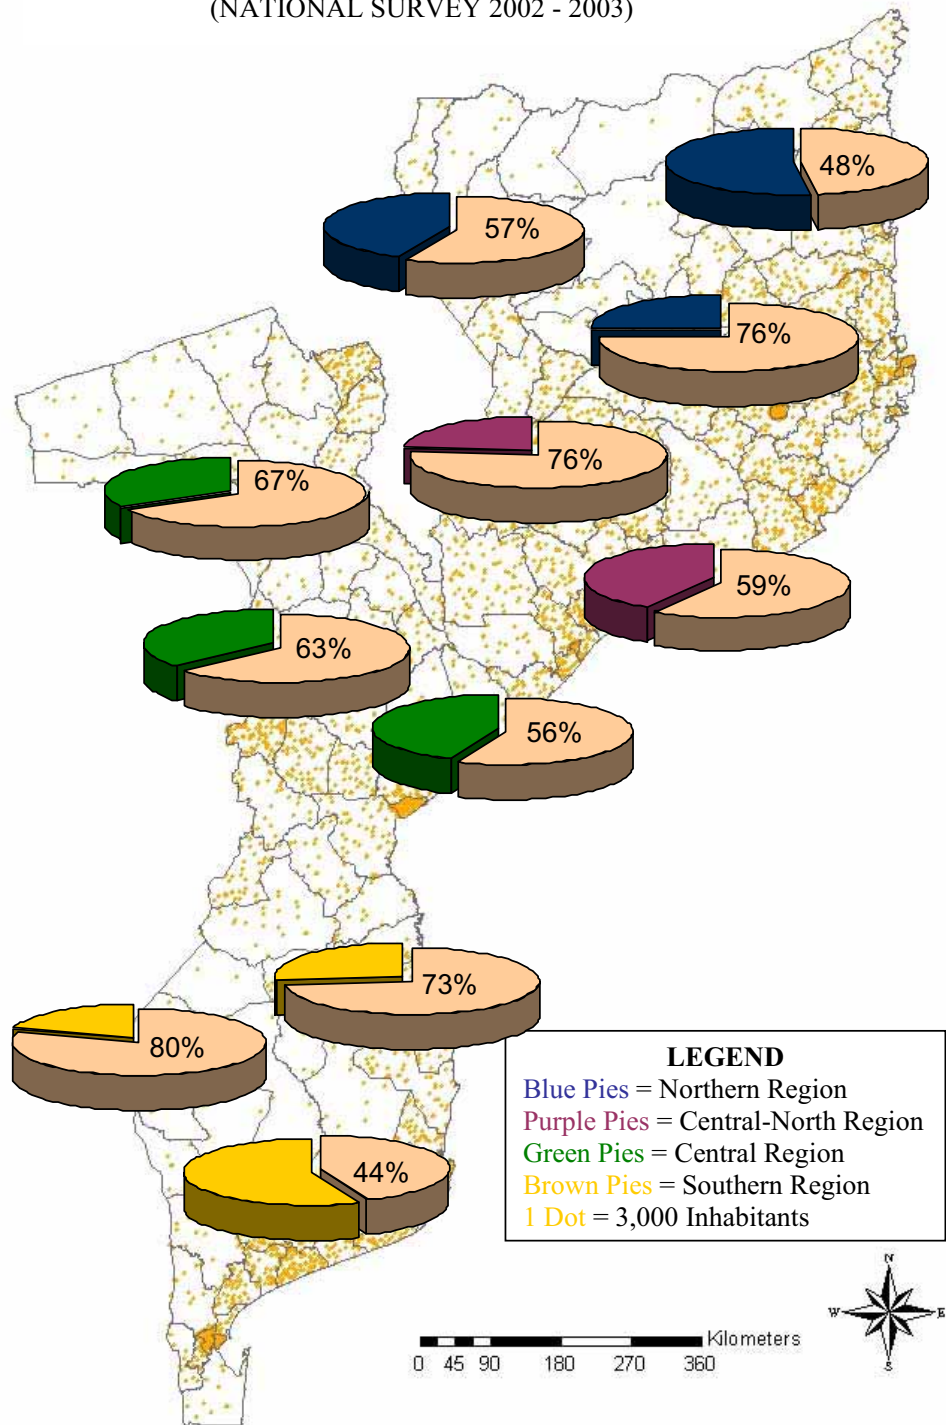 (NATIONAL SURVEY 2002 - 2003)
48%
57%
76%
76%
67%
59%
63%
56%
73%
80%
44%
LEGEND
Blue Pies = Northern Region
Purple Pies = Central-North Region
Green Pies = Central Region
Brown Pies = Southern Region
1 Dot = 3,000 Inhabitants
N
W E
S
Kilometers
0 45 90 180 270 360